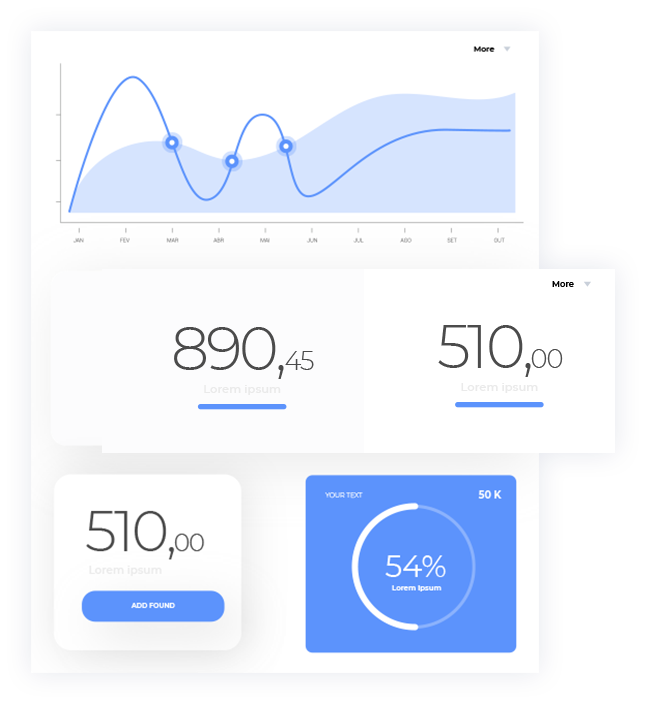 More
JAN FEV MAR ABR MAI JUN JUL AGO SET OUT
More
890,45 510,00
Lorem ipsum Lorem ipsum
510,00
Lorem ipsum
ADD FOUND
YOUR TEXT 50 K
54%
Lorem Ipsum